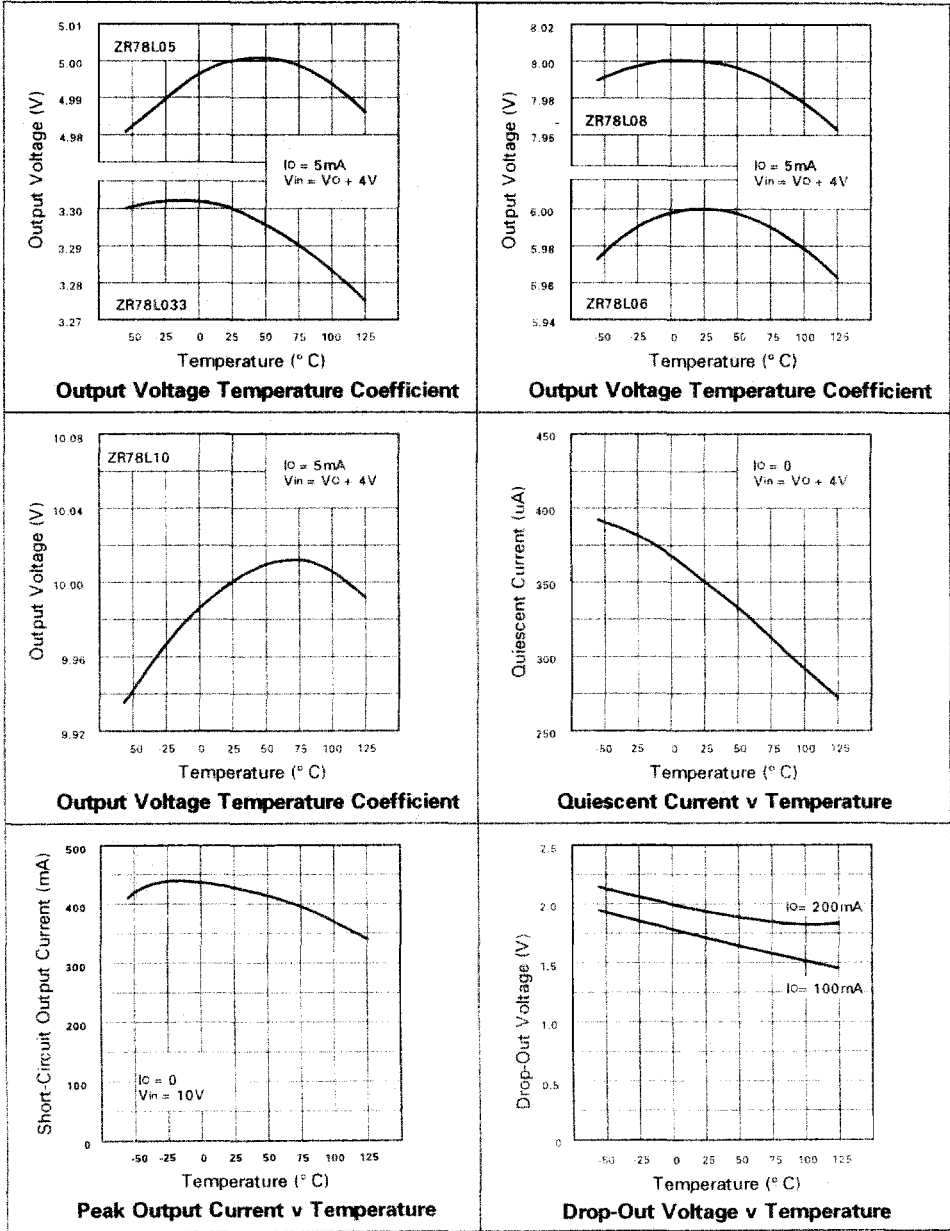 5.01
5.00
4.99
4.98
ZR78L05
IO = 5mA
Vin = VO + 4V
3.30
3.29
3.28
3.27
ZR78L033
Output Voltage (V)
Output Voltage (V)
50 -25 0 25 50 75 100 125
Temperature (° C)
Output Voltage Temperature Coefficient
8.02
8.00
7.98
7.96
ZR78L08
IO = 5mA
Vin = VO + 4V
6.00
5.98
5.96
5.94
ZR78L06
Output Voltage (V)
Output Voltage (V)
50 -25 0 25 50 75 100 125
Temperature (° C)
Output Voltage Temperature Coefficient
10.08
10.04
10.00
9.96
9.92
ZR78L10
IO = 5mA
Vin = VO + 4V
Output Voltage (V)
50 -25 0 25 50 75 100 125
Temperature (° C)
Output Voltage Temperature Coefficient
450
400
350
300
250
IO = 0
Vin = VO + 4V
Quiescent Current (uA)
-50 -25 0 25 50 75 100 125
Temperature (° C)
Quiescent Current v Temperature
500
400
300
200
100
0
IO = 0
Vin = 10V
Short-Circuit Output Current (mA)
-50 -25 0 25 50 75 100 125
Temperature (° C)
Peak Output Current v Temperature
2.5
2.0
1.5
1.0
0.5
0
IO= 200mA
IO= 100mA
Drop-Out Voltage (V)
-50 -25 0 25 50 75 100 125
Temperature (° C)
Drop-Out Voltage v Temperature